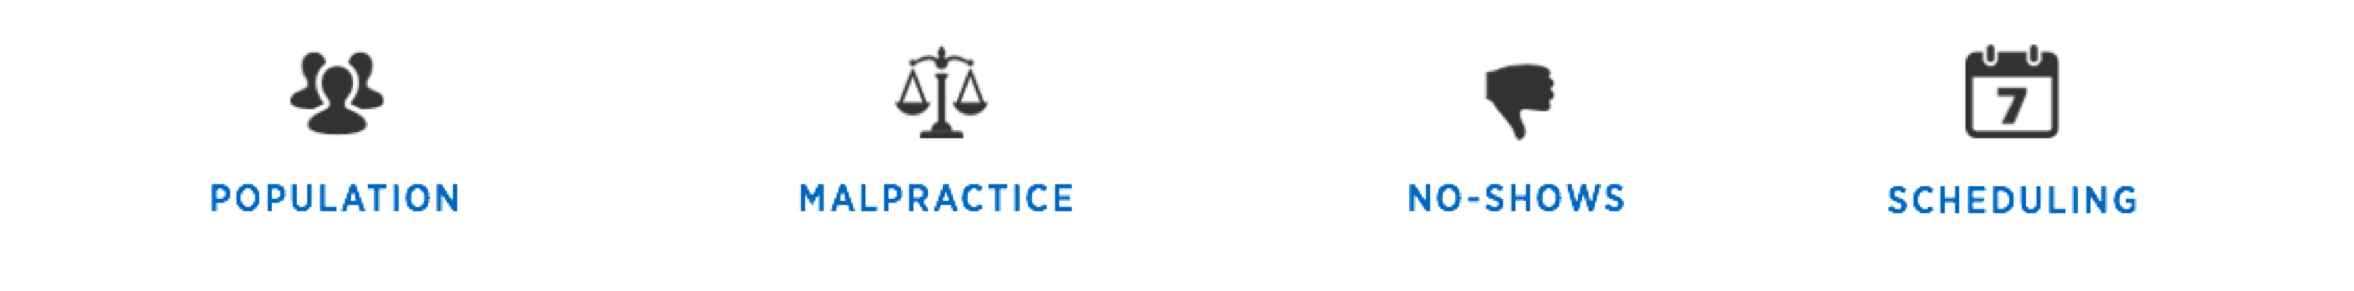 7
POPULATION
MALPRACTICE
NO-SHOWS
SCHEDULING